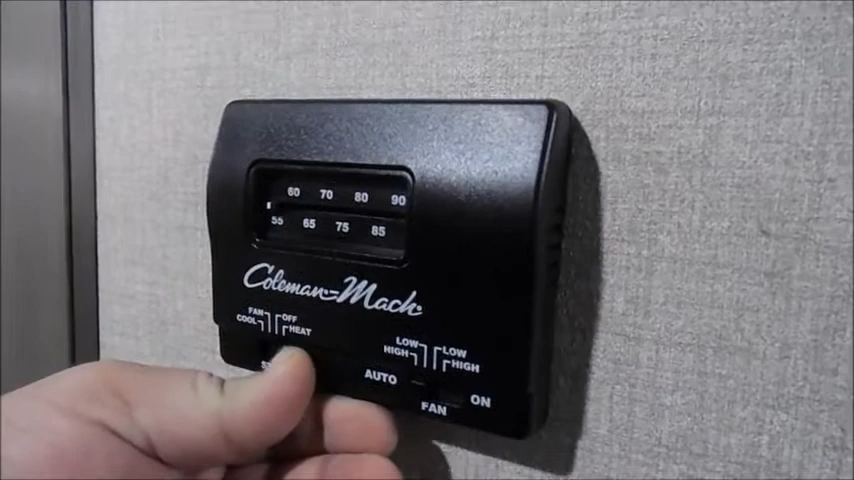 60 70 80 90
55 65 75 85
Coleman-Mach
FAN OFF
COOL HEAT
LOW LOW
HIGH HIGH
AUTO ON
FAN